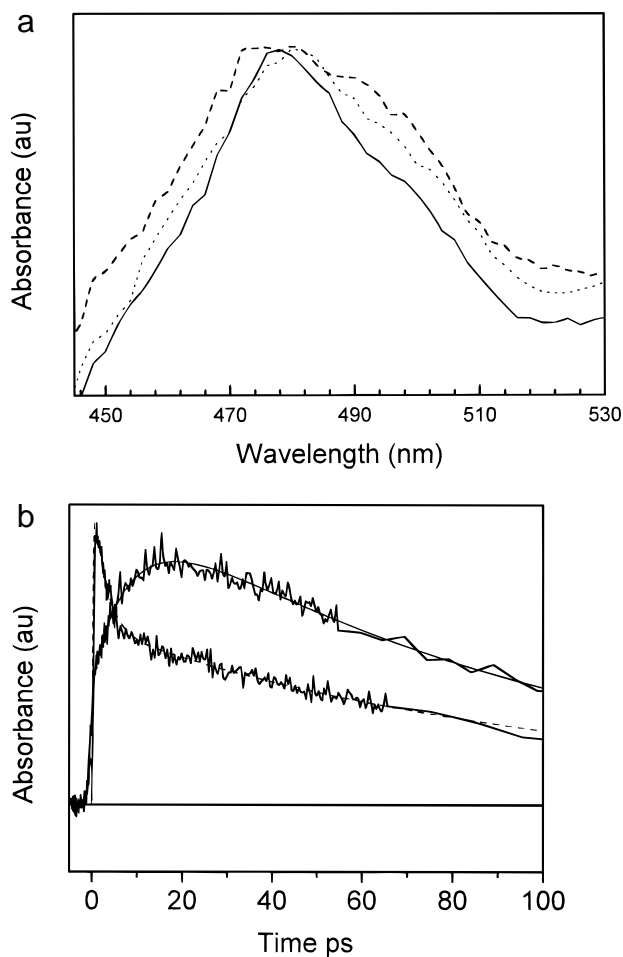 a
Absorbance (au)
450 470 490 510 530
Wavelength (nm)
b
Absorbance (au)
0 20 40 60 80 100
Time ps